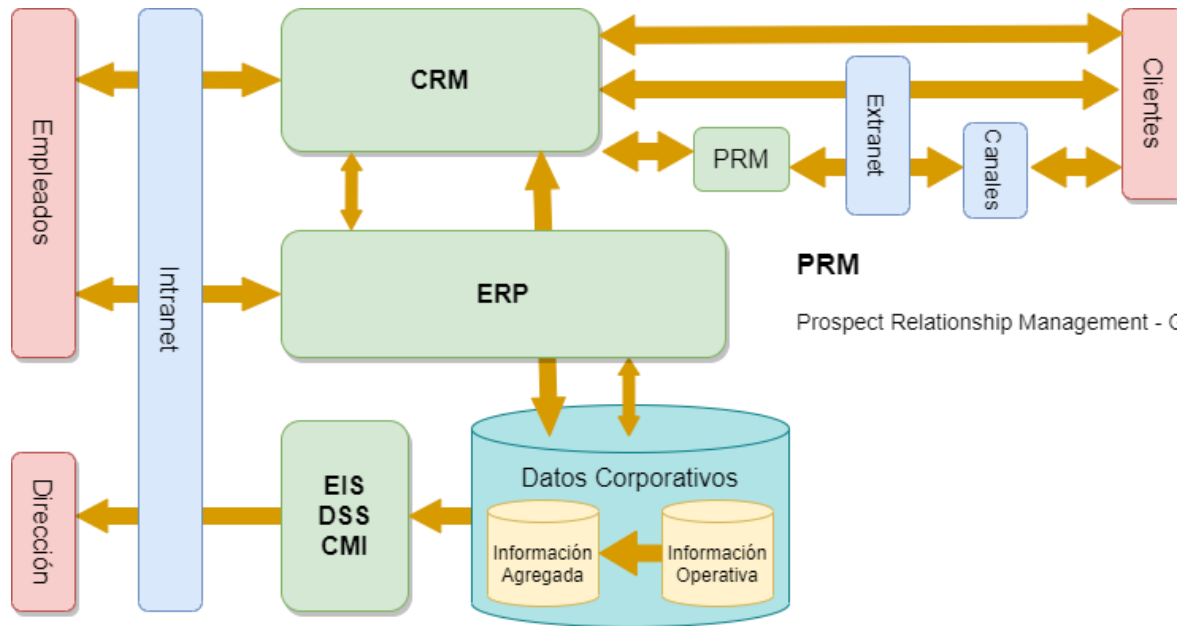 Empleados
Intranet
CRM
Extranet
Clientes
PRM
Canales
ERP
PRM
Prospect Relationship Management -
Dirección
EIS
DSS
CMI
Datos Corporativos
Información
Agregada
Información
Operativa